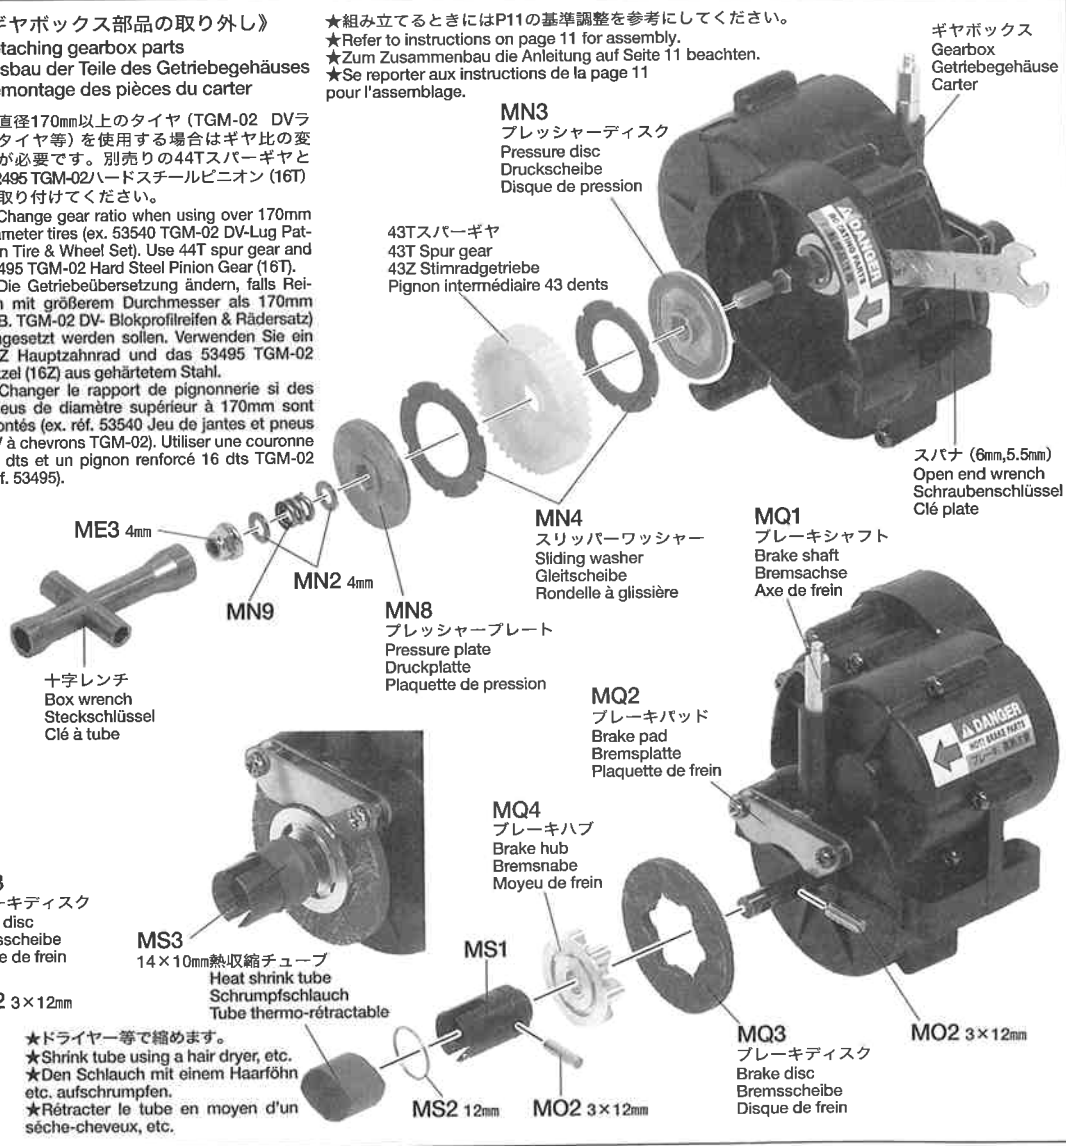 ギヤボックス部品の取り外し》
taching gearbox parts
sbau der Teile des Getriebegehäuses
montage des pièces du carter
直径170mm以上のタイヤ (TGM-02 DVラ
タイヤ等) を使用する場合はギヤ比の変
が必要です。別売りの44Tスパーギヤと
2495 TGM-02ハードスチールピニオン (16T)
取り付けてください。
Change gear ratio when using over 170mm
ameter tires (ex. 53540 TGM-02 DV-Lug Pat-
n Tire & Wheel Set). Use 44T spur gear and
495 TGM-02 Hard Steel Pinion Gear (16T).
Die Getriebeübersetzung ändern, falls Rei-
n mit größerem Durchmesser als 170mm
B. TGM-02 DV- Blokprofilreifen & Rädersatz)
ngesetzt werden sollen. Verwenden Sie ein
Z Hauptzahnrad und das 53495 TGM-02
zel (16Z) aus gehärtetem Stahl.
Changer le rapport de pignonnerie si des
eus de diamètre supérieur à 170mm sont
ontés (ex. réf. 53540 Jeu de jantes et pneus
V à chevrons TGM-02). Utiliser une couronne
dts et un pignon renforcé 16 dts TGM-02
f. 53495).
★組み立てるときにはP11の基準調整を参考にしてください。
★Refer to instructions on page 11 for assembly.
★Zum Zusammenbau die Anleitung auf Seite 11 beachten.
★Se reporter aux instructions de la page 11
pour l'assemblage.
ギヤボックス
Gearbox
Getriebegehäuse
Carter
MN3
プレッシャーディスク
Pressure disc
Druckscheibe
Disque de pression
43Tスパーギヤ
43T Spur gear
43Z Stirnradgetriebe
Pignon intermédiaire 43 dents
DANGER
NO CASTING PARTS
スパナ (6mm,5.5mm)
Open end wrench
Schraubenschlüssel
Clé plate
ME3 4mm
MN2 4mm
MN9
MN8
プレッシャープレート
Pressure plate
Druckplatte
Plaquette de pression
MN4
スリッパーワッシャー
Sliding washer
Gleitscheibe
Rondelle à glissière
十字レンチ
Box wrench
Steckschlüssel
Clé à tube
MQ1
ブレーキシャフト
Brake shaft
Bremsachse
Axe de frein
MQ2
ブレーキパッド
Brake pad
Bremsplatte
Plaquette de frein
DANGER
HOT! BRAKE PARTS
MQ4
ブレーキハブ
Brake hub
Bremsnabe
Moyeu de frein
3
ーキディスク
disc
sscheibe
e de frein
2 3×12mm
MS3
14×10mm熱収縮チューブ
Heat shrink tube
Schrumpfschlauch
Tube thermo-rétractable
★ドライヤー等で縮めます。
★Shrink tube using a hair dryer, etc.
★Den Schlauch mit einem Haarföhn
etc. aufschrumpfen.
★Rétracter le tube en moyen d'un
séche-cheveux, etc.
MS1
MS2 12mm
MO2 3×12mm
MQ3
ブレーキディスク
Brake disc
Bremsscheibe
Disque de frein
MO2 3×12mm